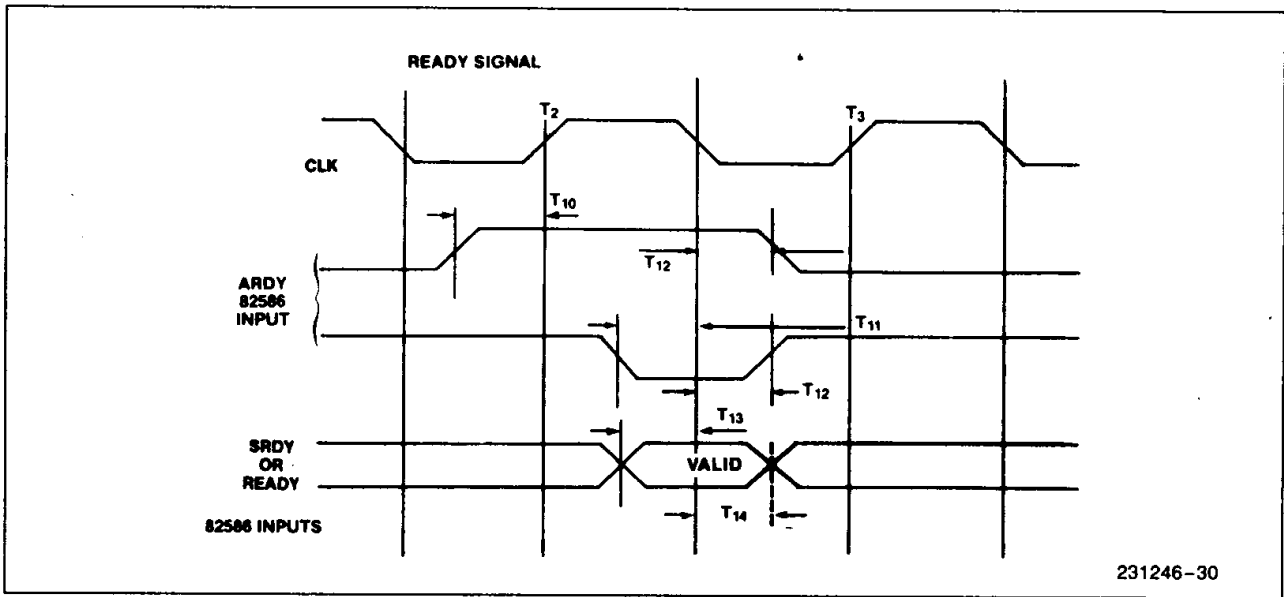 READY SIGNAL
T2
T3
CLK
T10
T12
ARDY
82586
INPUT
T11
T12
T13
SRDY
OR
READY
VALID
T14
82586 INPUTS
231246-30